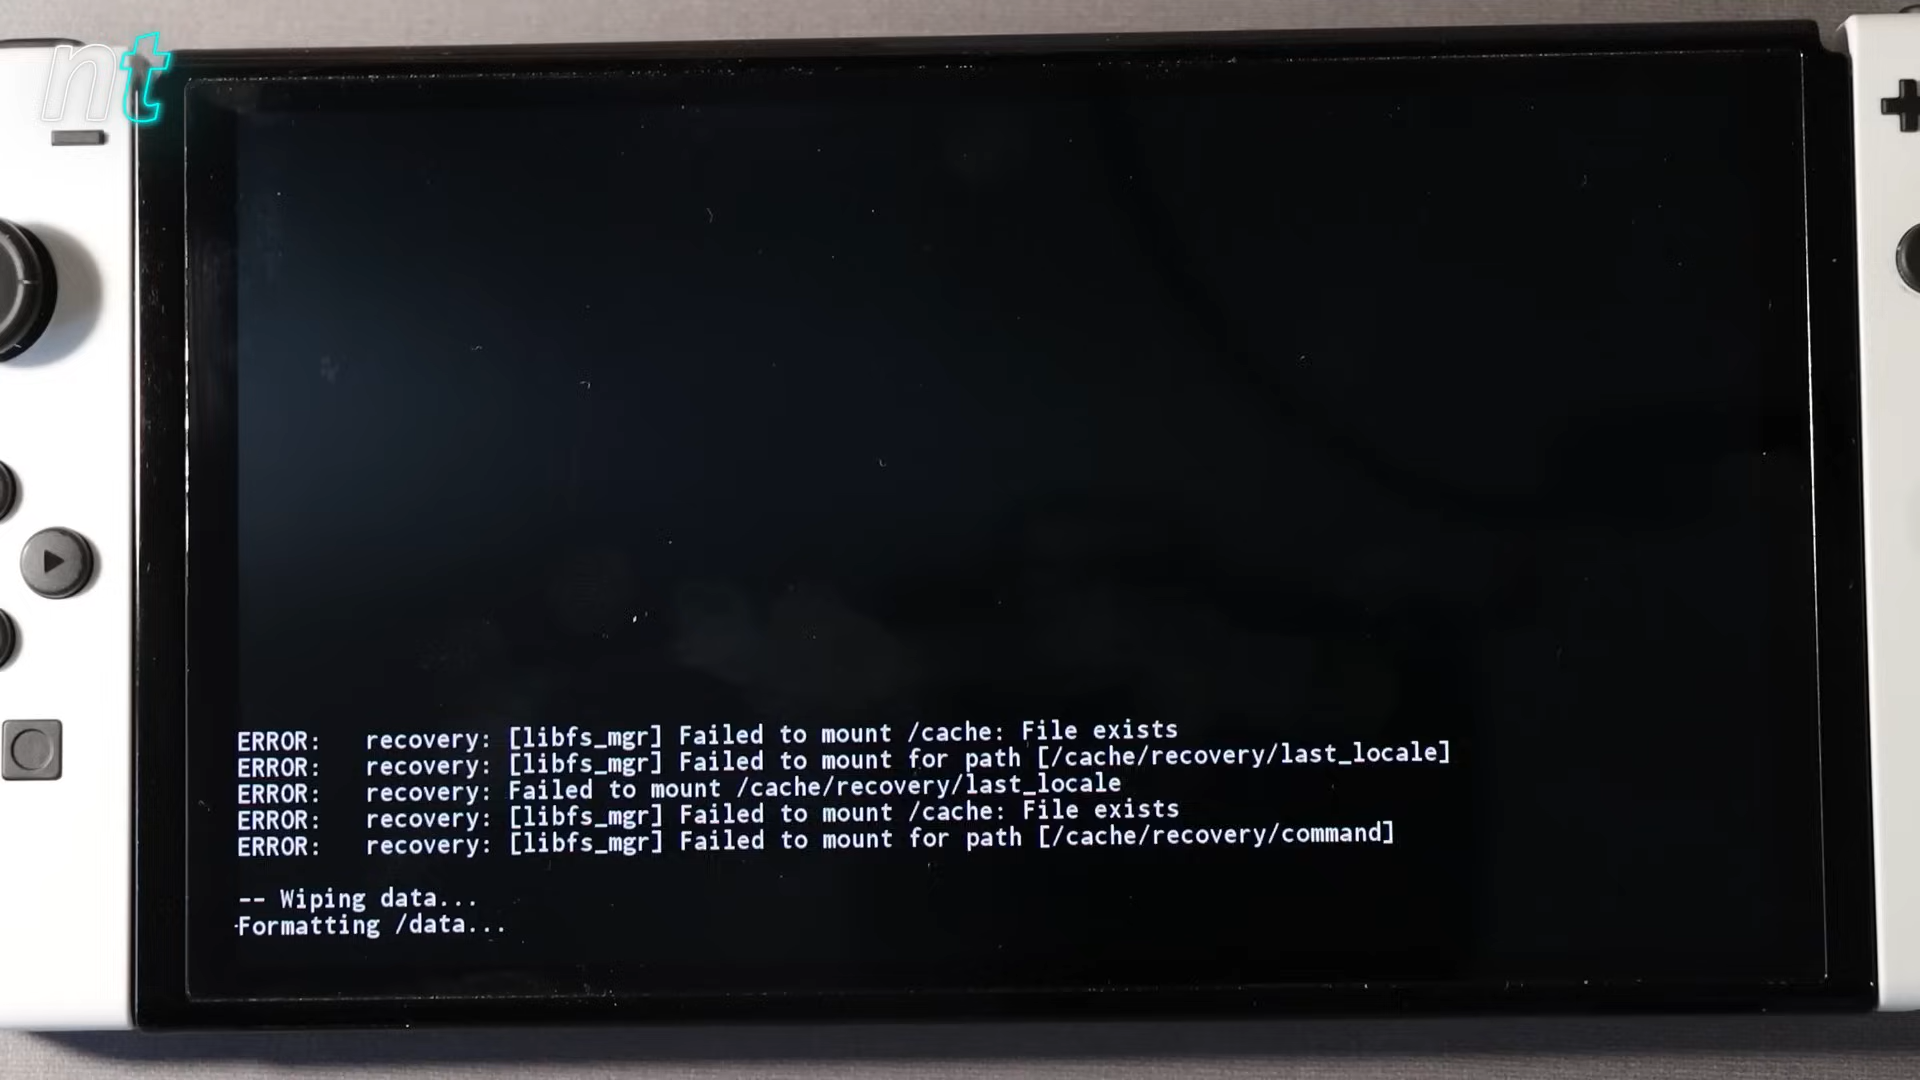 nt
ERROR:   recovery: [libfs_mgr] Failed to mount /cache: File exists
ERROR:   recovery: [libfs_mgr] Failed to mount for path [/cache/recovery/last_locale]
ERROR:   recovery: Failed to mount /cache/recovery/last_locale
ERROR:   recovery: [libfs_mgr] Failed to mount /cache: File exists
ERROR:   recovery: [libfs_mgr] Failed to mount for path [/cache/recovery/command]
-- Wiping data...
Formatting /data...